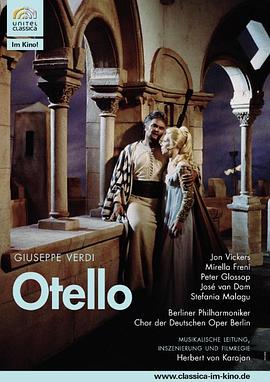 UNITEL
CLASSICA
Im Kino!
GIUSEPPE VERDI
Otello
Jon Vickers
Mirella Freni
Peter Glossop
José van Dam
Stefania Malagu
Berliner Philharmoniker
Chor der Deutschen Oper Berlin
MUSIKALISCHE LEITUNG,
INSZENIERUNG UND FILMREGIE
Herbert von Karajan
www.classica-im-kino.de